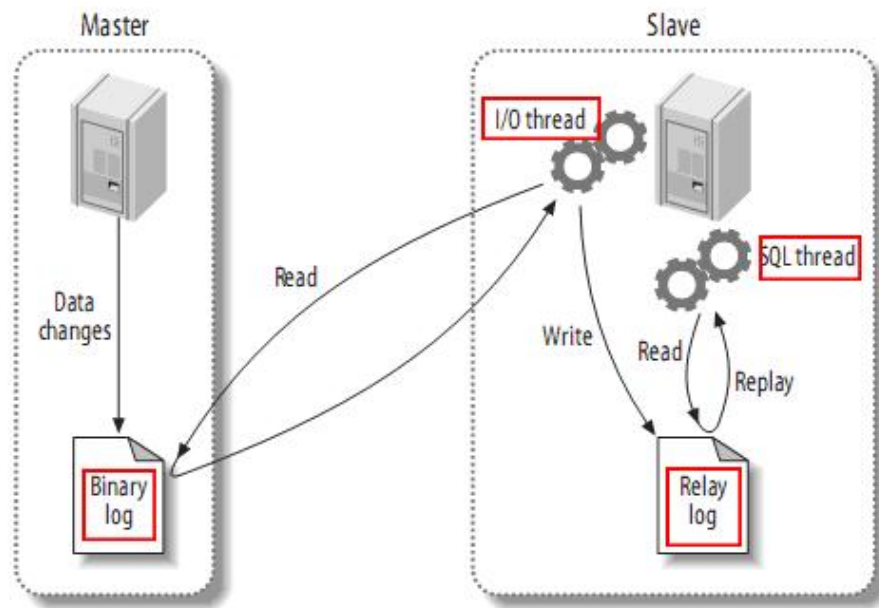 Master
Slave
I/O thread
SQL thread
Read
Data
changes
Write
Read
Replay
Binary
log
Relay
log